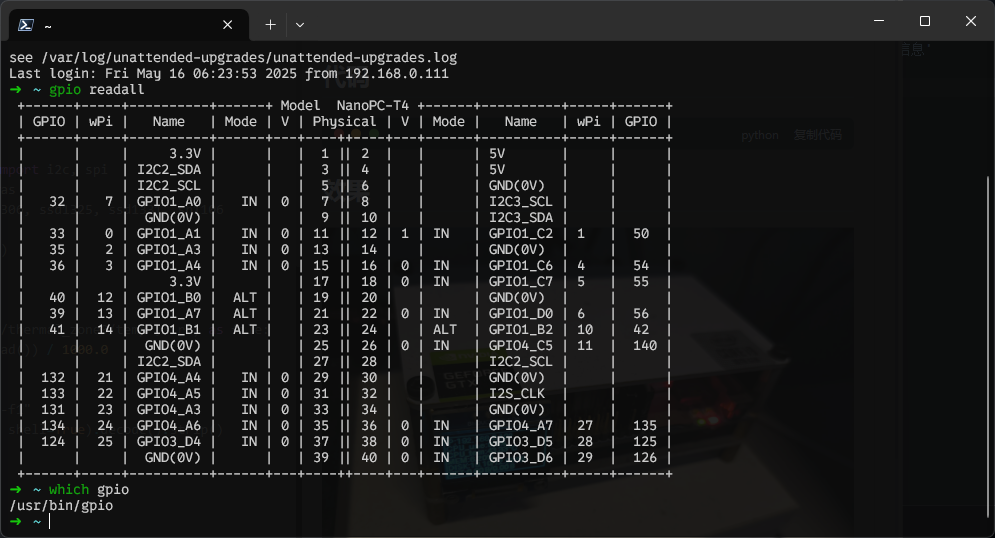 ~
see /var/log/unattended-upgrades/unattended-upgrades.log
Last login: Fri May 16 06:23:53 2025 from 192.168.0.111
➜  ~ gpio readall
 +------+-----+----------+------+ Model  NanoPC-T4 +------+----------+-----+------+
 | GPIO | wPi |   Name   | Mode | V | Physical | V | Mode |   Name   | wPi | GPIO |
 +------+-----+----------+------+---+----++----+---+------+----------+-----+------+
 |      |     |     3.3V |      |   |  1 || 2  |   |      | 5V       |     |      |
 |      |     | I2C2_SDA |      |   |  3 || 4  |   |      | 5V       |     |      |
 |      |     | I2C2_SCL |      |   |  5 || 6  |   |      | GND(0V)  |     |      |
 |   32 |   7 | GPIO1_A0 |   IN | 0 |  7 || 8  |   |      | I2C3_SCL |     |      |
 |      |     |  GND(0V) |      |   |  9 || 10 |   |      | I2C3_SDA |     |      |
 |   33 |   0 | GPIO1_A1 |   IN | 0 | 11 || 12 | 1 | IN   | GPIO1_C2 | 1   |  50  |
 |   35 |   2 | GPIO1_A3 |   IN | 0 | 13 || 14 |   |      | GND(0V)  |     |      |
 |   36 |   3 | GPIO1_A4 |   IN | 0 | 15 || 16 | 0 | IN   | GPIO1_C6 | 4   |  54  |
 |      |     |     3.3V |      |   | 17 || 18 | 0 | IN   | GPIO1_C7 | 5   |  55  |
 |   40 |  12 | GPIO1_B0 |  ALT |   | 19 || 20 |   |      | GND(0V)  |     |      |
 |   39 |  13 | GPIO1_A7 |  ALT |   | 21 || 22 | 0 | IN   | GPIO1_D0 | 6   |  56  |
 |   41 |  14 | GPIO1_B1 |  ALT |   | 23 || 24 |   | ALT  | GPIO1_B2 | 10  |  42  |
 |      |     |  GND(0V) |      |   | 25 || 26 | 0 | IN   | GPIO4_C5 | 11  |  140 |
 |      |     | I2C2_SDA |      |   | 27 || 28 |   |      | I2C2_SCL |     |      |
 |  132 |  21 | GPIO4_A4 |   IN | 0 | 29 || 30 |   |      | GND(0V)  |     |      |
 |  133 |  22 | GPIO4_A5 |   IN | 0 | 31 || 32 |   |      | I2S_CLK  |     |      |
 |  131 |  23 | GPIO4_A3 |   IN | 0 | 33 || 34 |   |      | GND(0V)  |     |      |
 |  134 |  24 | GPIO4_A6 |   IN | 0 | 35 || 36 | 0 | IN   | GPIO4_A7 | 27  |  135 |
 |  124 |  25 | GPIO3_D4 |   IN | 0 | 37 || 38 | 0 | IN   | GPIO3_D5 | 28  |  125 |
 |      |     |  GND(0V) |      |   | 39 || 40 | 0 | IN   | GPIO3_D6 | 29  |  126 |
 +------+-----+----------+------+---+----++----+---+------+----------+-----+------+
➜  ~ which gpio
/usr/bin/gpio
➜  ~
python 复制代码